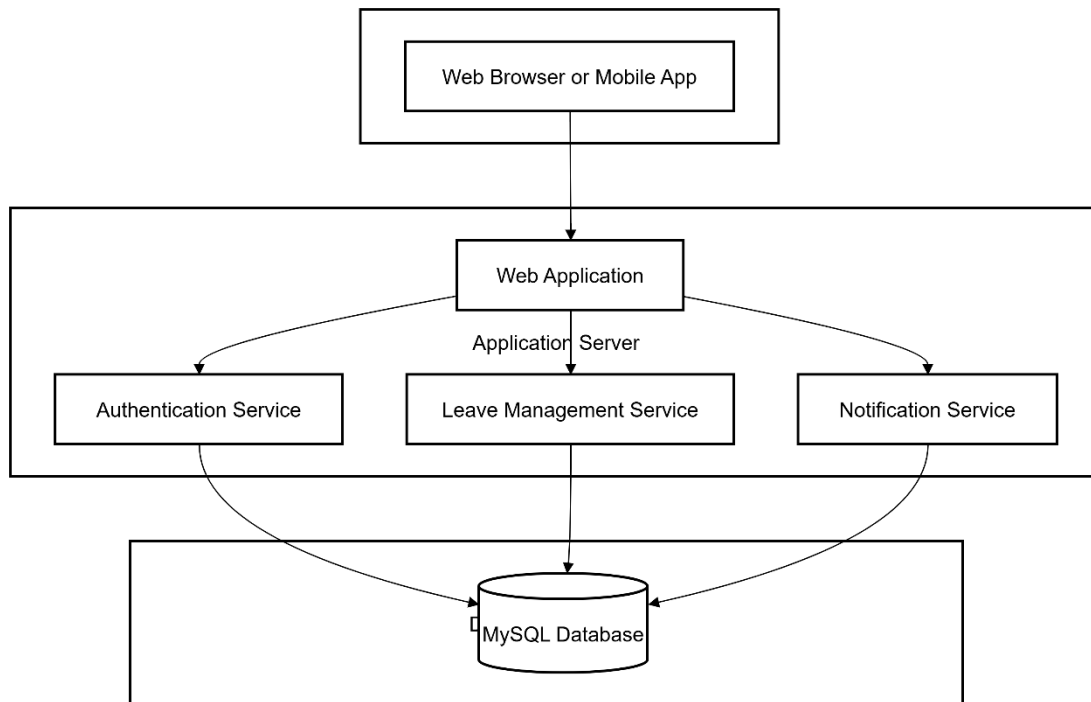 Web Browser or Mobile App
Web Application
Application Server
Authentication Service
Leave Management Service
Notification Service
MySQL Database